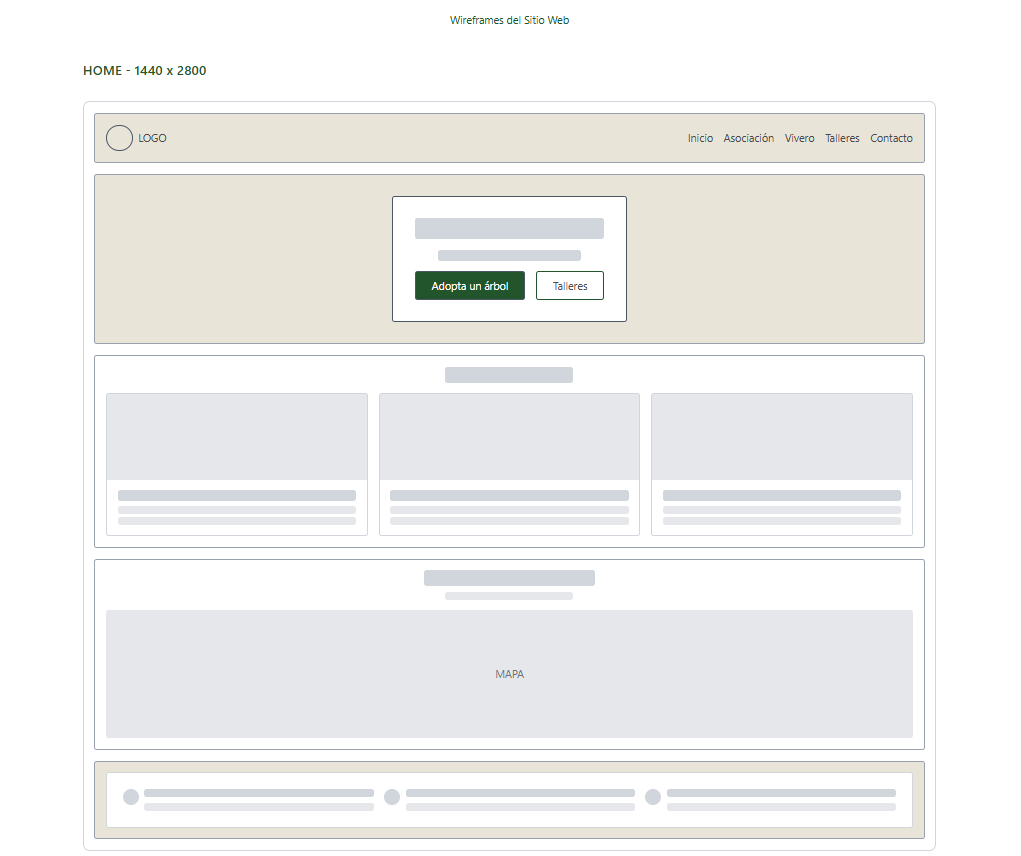 Wireframes del Sitio Web
HOME - 1440 x 2800
LOGO
Inicio Asociación Vivero Talleres Contacto
Adopta un árbol
Talleres
MAPA